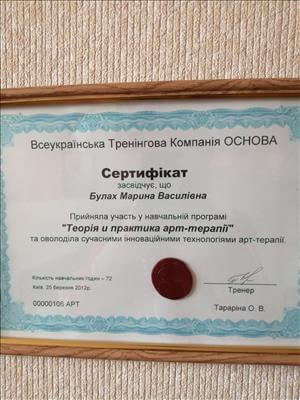 Всеукраїнська Тренінгова Компанія ОСНОВА
Сертифікат
засвідчує, що
Булах Марина Василівна
Прийняла участь у навчальній програмі
"Теорія и практика арт-терапії"
та оволоділа сучасними інноваційними технологіями арт-терапії.
Кількість навчальних годин – 72
Київ, 25 березня 2012р.
Тренер
00000106 АРТ
Тараріна О. В.